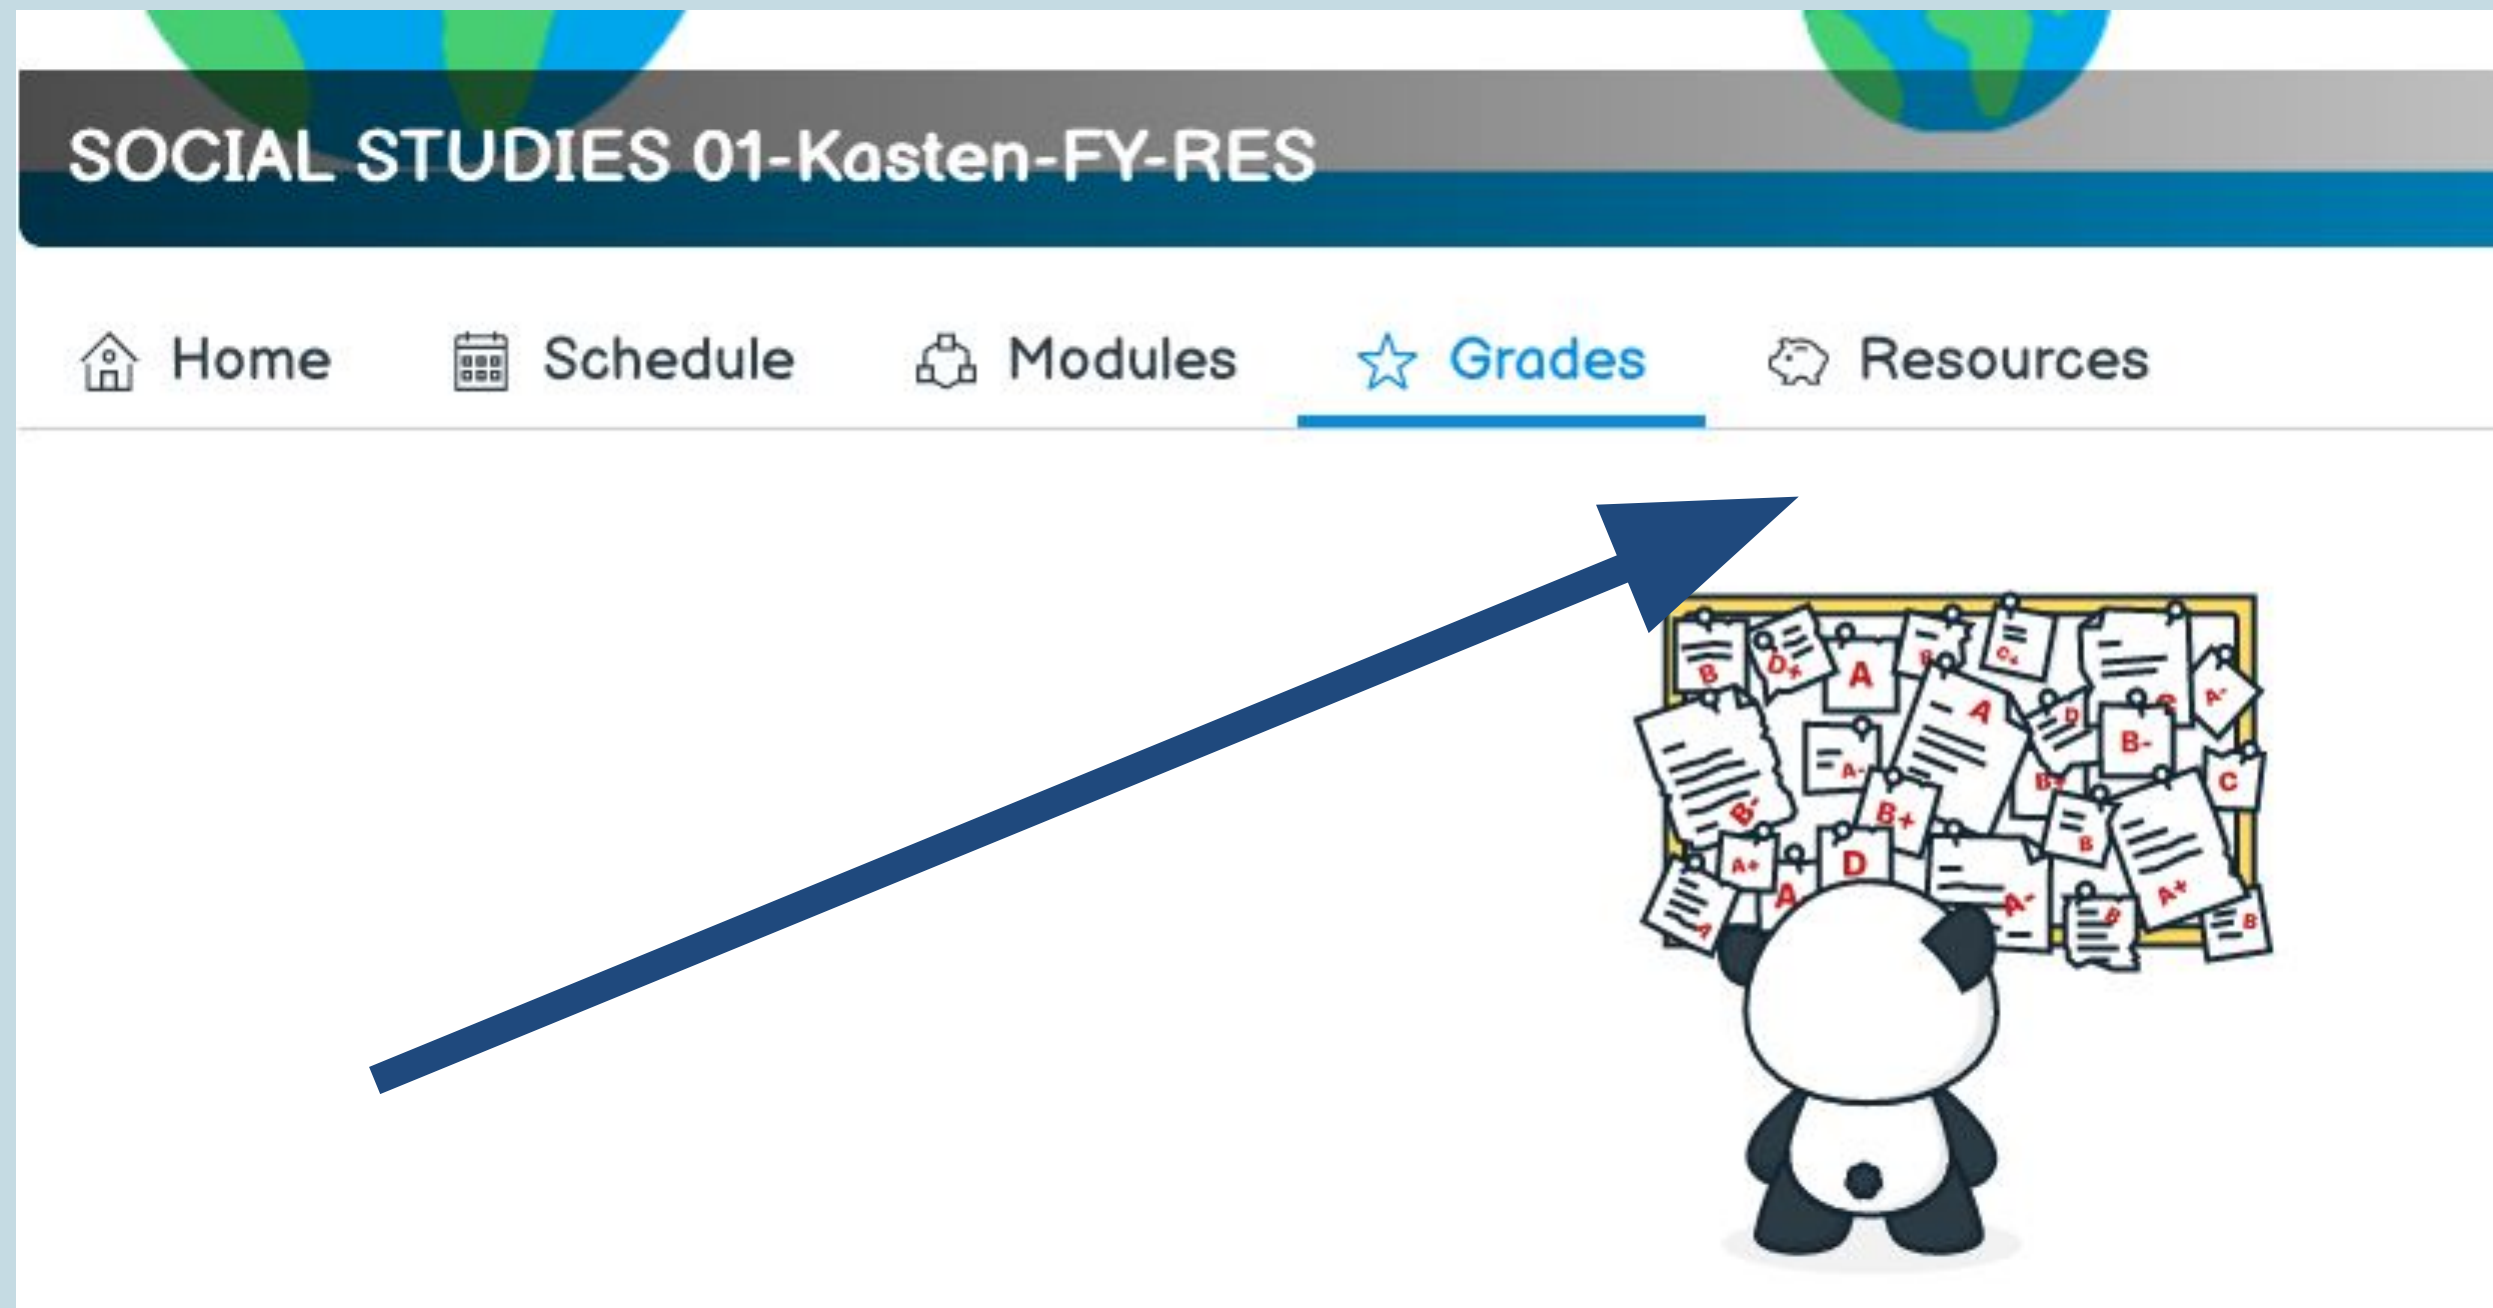 SOCIAL STUDIES 01-Kasten-FY-RES
Home Schedule Modules Grades Resources
B D+ A B C+ A-
A D B- C
B- A- B+ B+ B
A+ A D A- A+
A B B